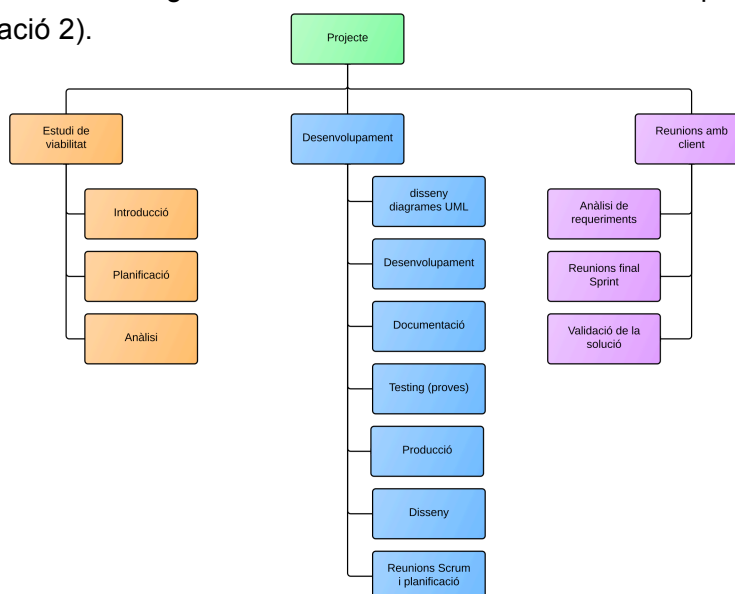 ació 2).
Projecte
Estudi de
viabilitat
Desenvolupament
Reunions amb
client
Introducció
Planificació
Anàlisi
disseny
diagrames UML
Desenvolupament
Documentació
Testing (proves)
Producció
Disseny
Reunions Scrum
i planificació
Anàlisi de
requeriments
Reunions final
Sprint
Validació de la
solució